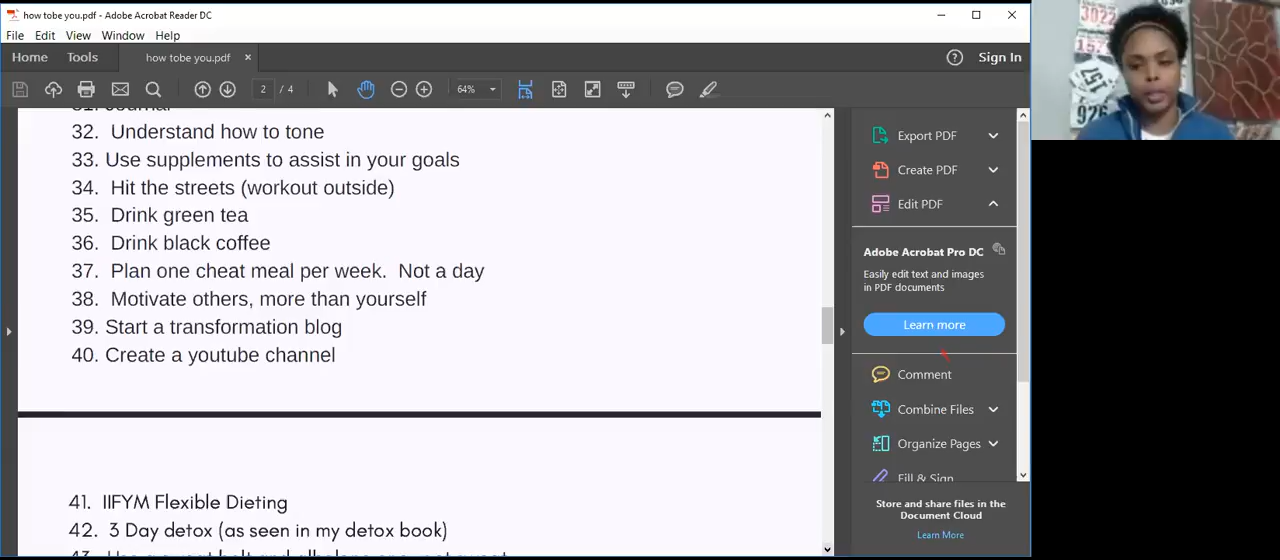 how tobe you.pdf - Adobe Acrobat Reader DC
File Edit View Window Help
Home Tools how tobe you.pdf × Sign In
2 / 4 64%
31. Journal
32. Understand how to tone
33. Use supplements to assist in your goals
34. Hit the streets (workout outside)
35. Drink green tea
36. Drink black coffee
37. Plan one cheat meal per week. Not a day
38. Motivate others, more than yourself
39. Start a transformation blog
40. Create a youtube channel
41. IIFYM Flexible Dieting
42. 3 Day detox (as seen in my detox book)
43.
Export PDF
Create PDF
Edit PDF
Adobe Acrobat Pro DC
Easily edit text and images
in PDF documents
Learn more
Comment
Combine Files
Organize Pages
Fill & Sign
Store and share files in the
Document Cloud
Learn More
3022
157
926